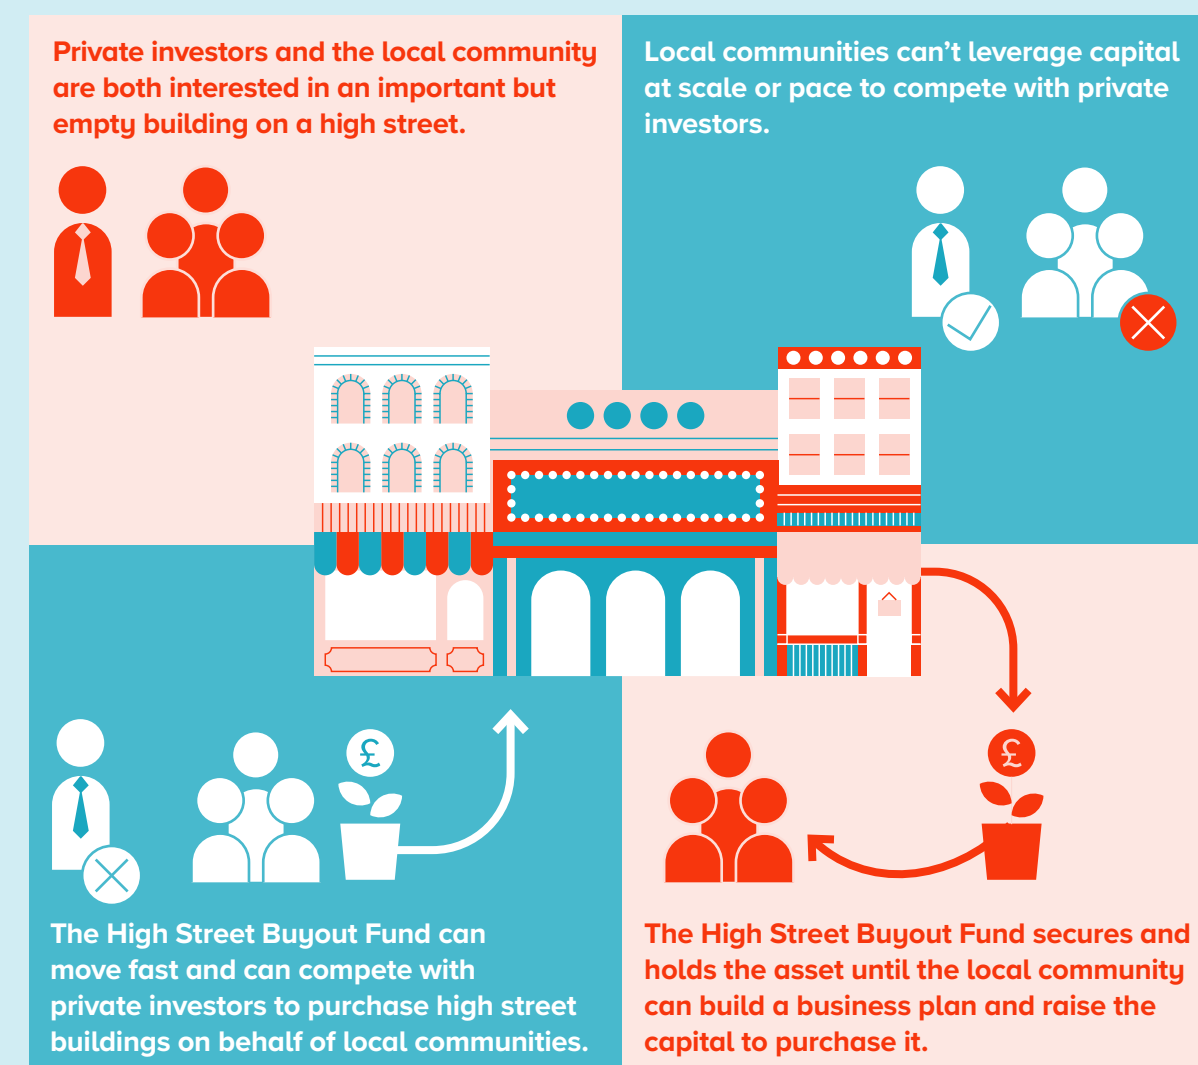 Private investors and the local community
are both interested in an important but
empty building on a high street.
Local communities can’t leverage capital
at scale or pace to compete with private
investors.
£
The High Street Buyout Fund can
move fast and can compete with
private investors to purchase high street
buildings on behalf of local communities.
£
The High Street Buyout Fund secures and
holds the asset until the local community
can build a business plan and raise the
capital to purchase it.